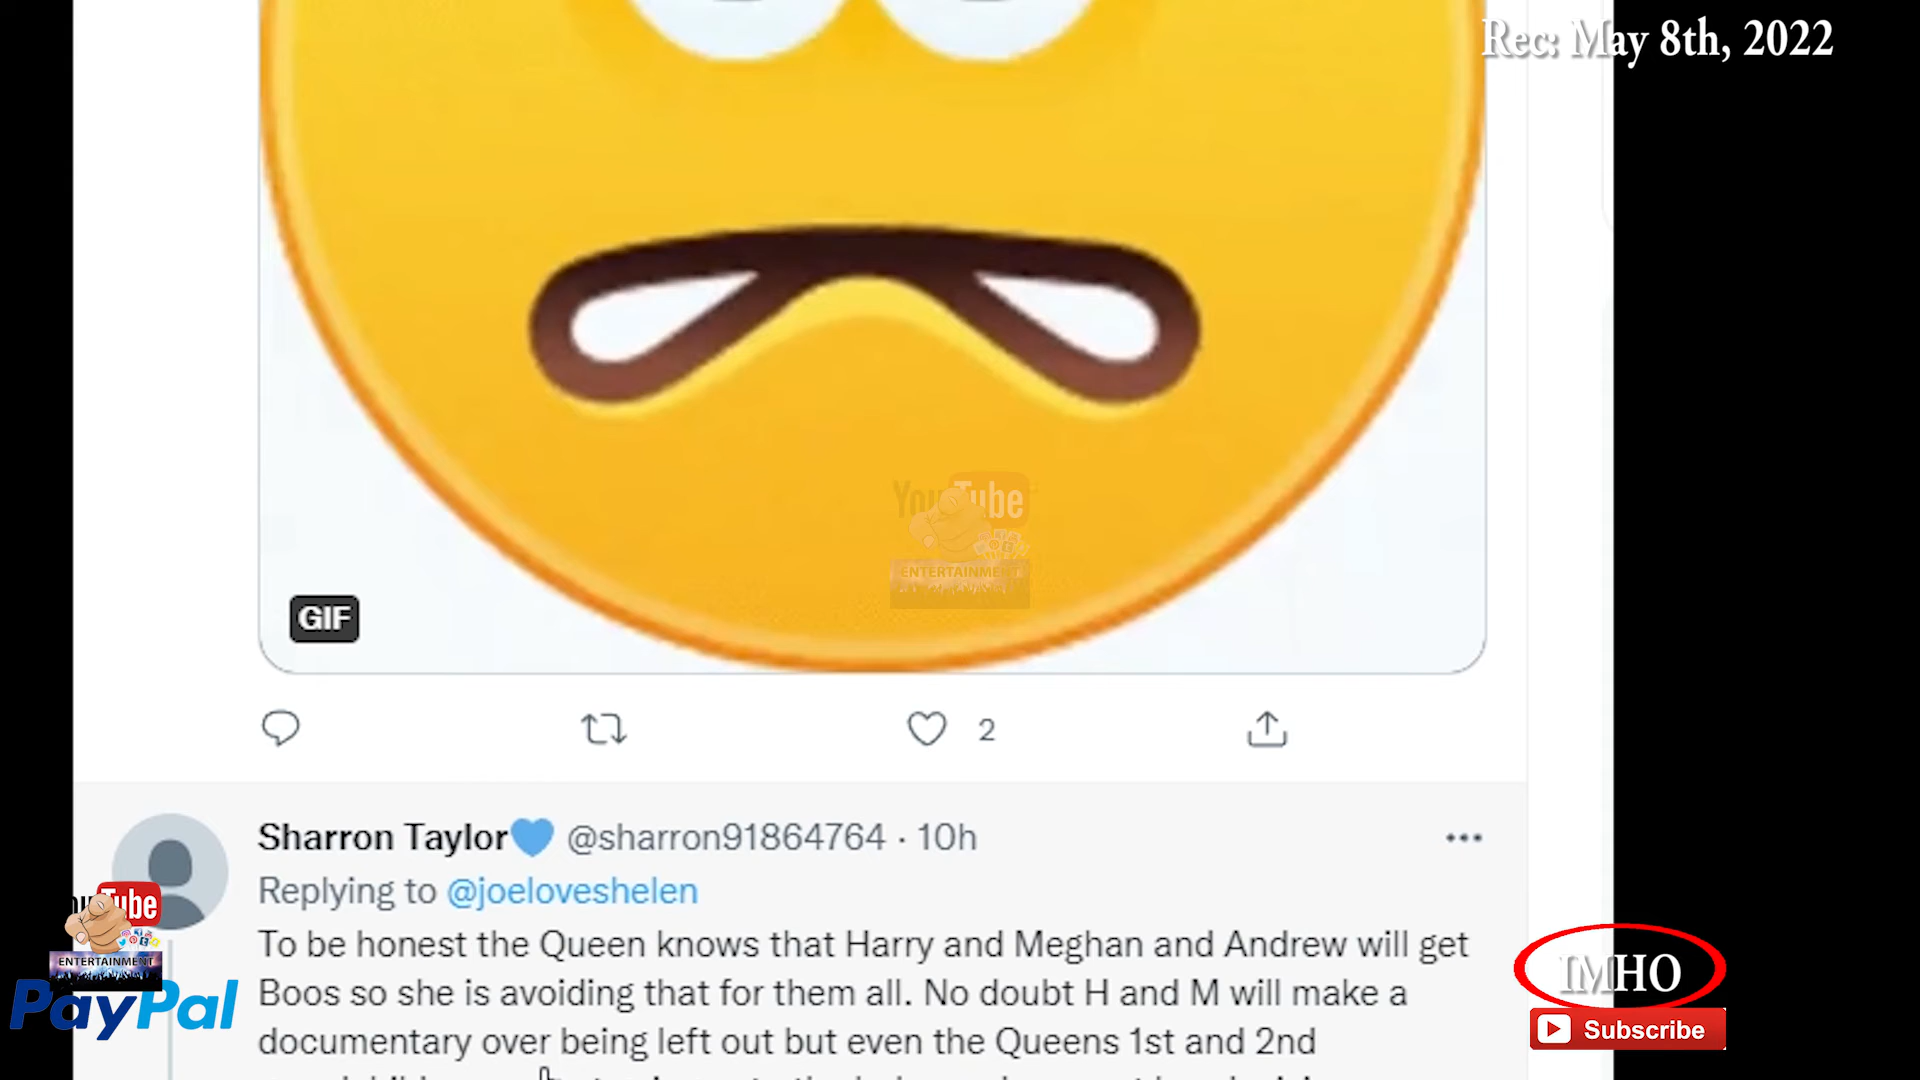 Rec: May 8th, 2022
YouTube
ENTERTAINMENT
GIF
2
Sharron Taylor💙 @sharron91864764 · 10h
Replying to @joeloveshelen
To be honest the Queen knows that Harry and Meghan and Andrew will get
Boos so she is avoiding that for them all. No doubt H and M will make a
documentary over being left out but even the Queens 1st and 2nd
Tube
ENTERTAINMENT
PayPal
IMHO
Subscribe